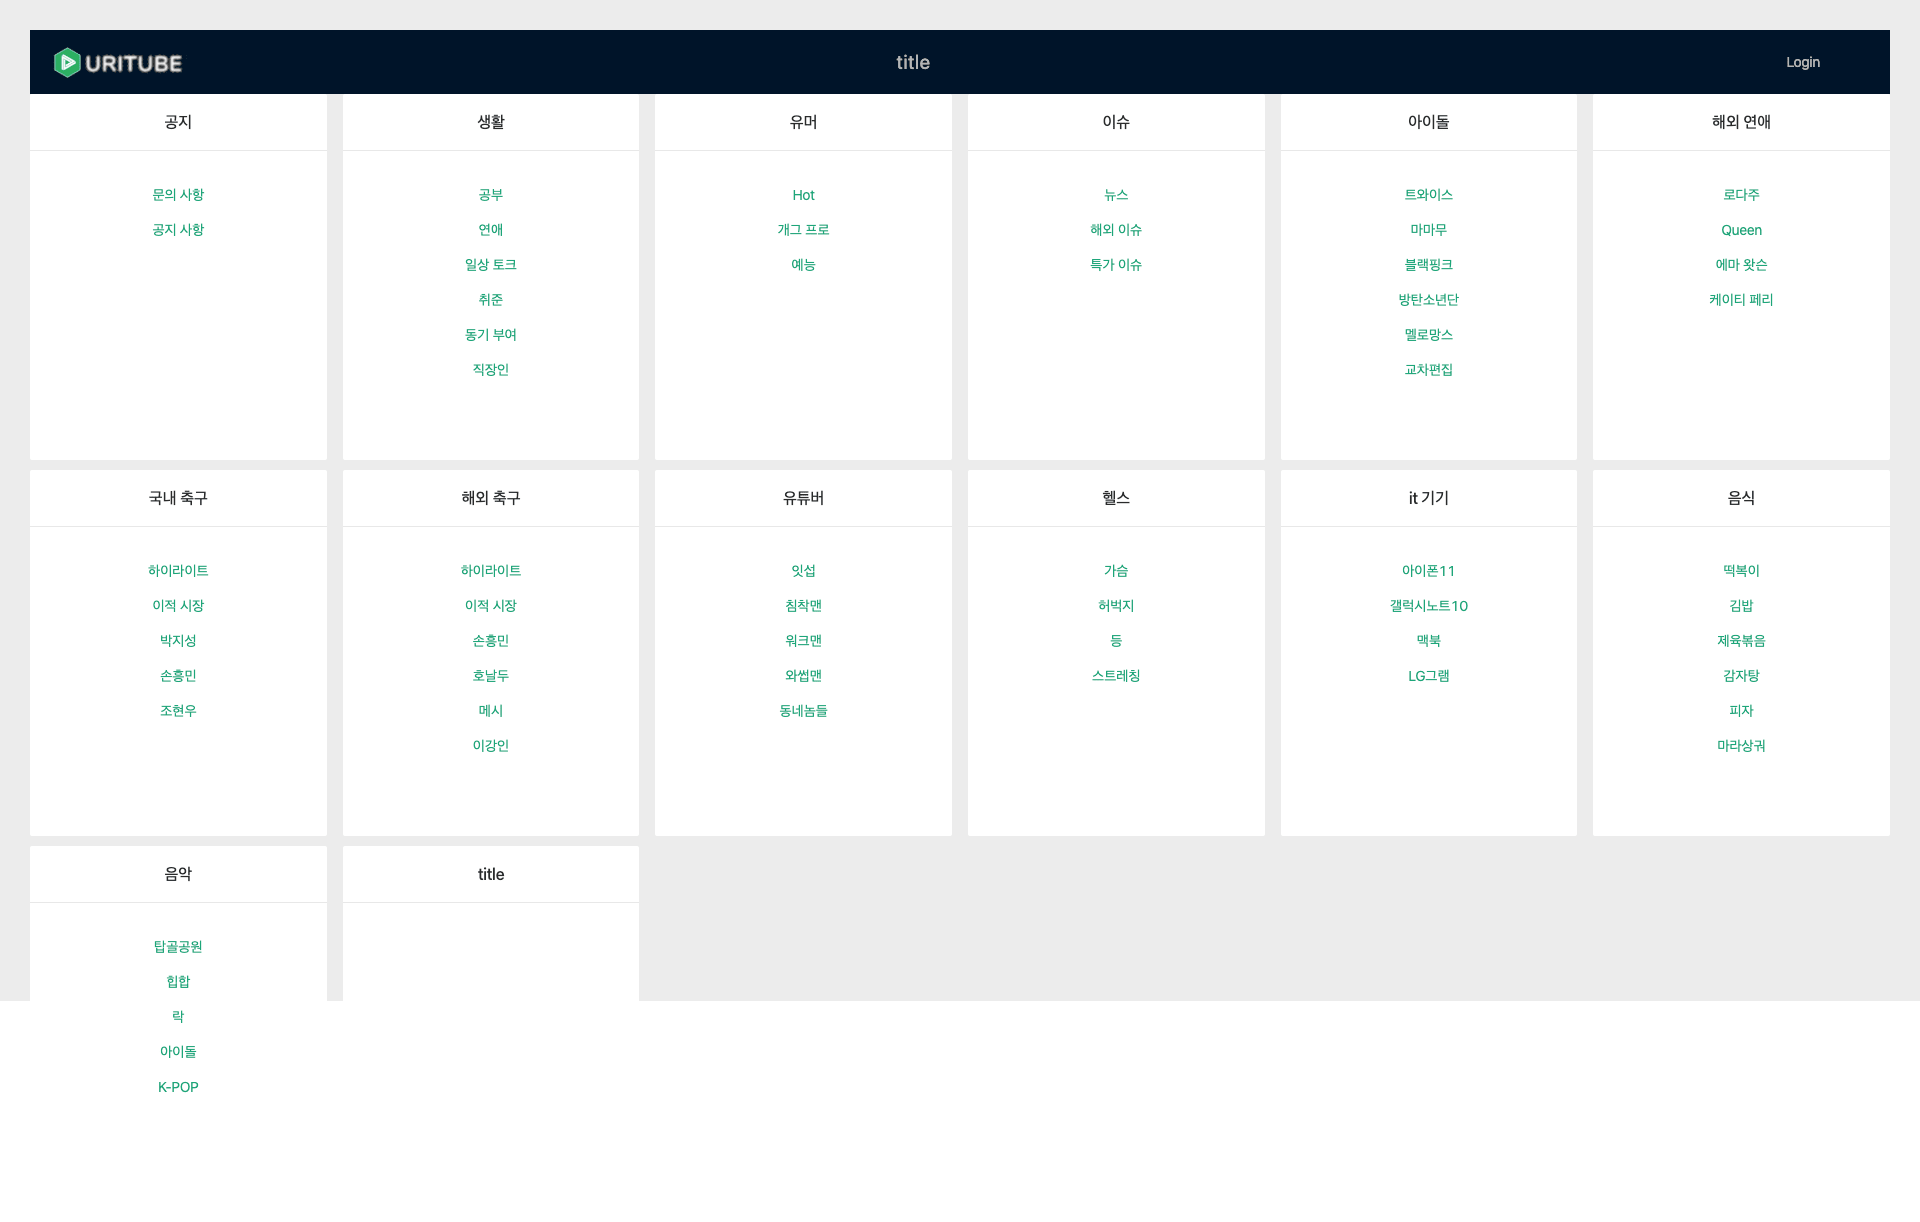 URITUBE
title
Login
공지
문의 사항
공지 사항
생활
공부
연애
일상 토크
취준
동기 부여
직장인
유머
Hot
개그 프로
예능
이슈
뉴스
해외 이슈
특가 이슈
아이돌
트와이스
마마무
블랙핑크
방탄소년단
멜로망스
교차편집
해외 연애
로다주
Queen
에마 왓슨
케이티 페리
국내 축구
하이라이트
이적 시장
박지성
손흥민
조현우
해외 축구
하이라이트
이적 시장
손흥민
호날두
메시
이강인
유튜버
잇섭
침착맨
워크맨
와썹맨
동네놈들
헬스
가슴
허벅지
등
스트레칭
it 기기
아이폰11
갤럭시노트10
맥북
LG그램
음식
떡복이
김밥
제육볶음
감자탕
피자
마라상궈
음악
탑골공원
힙합
락
아이돌
K-POP
title